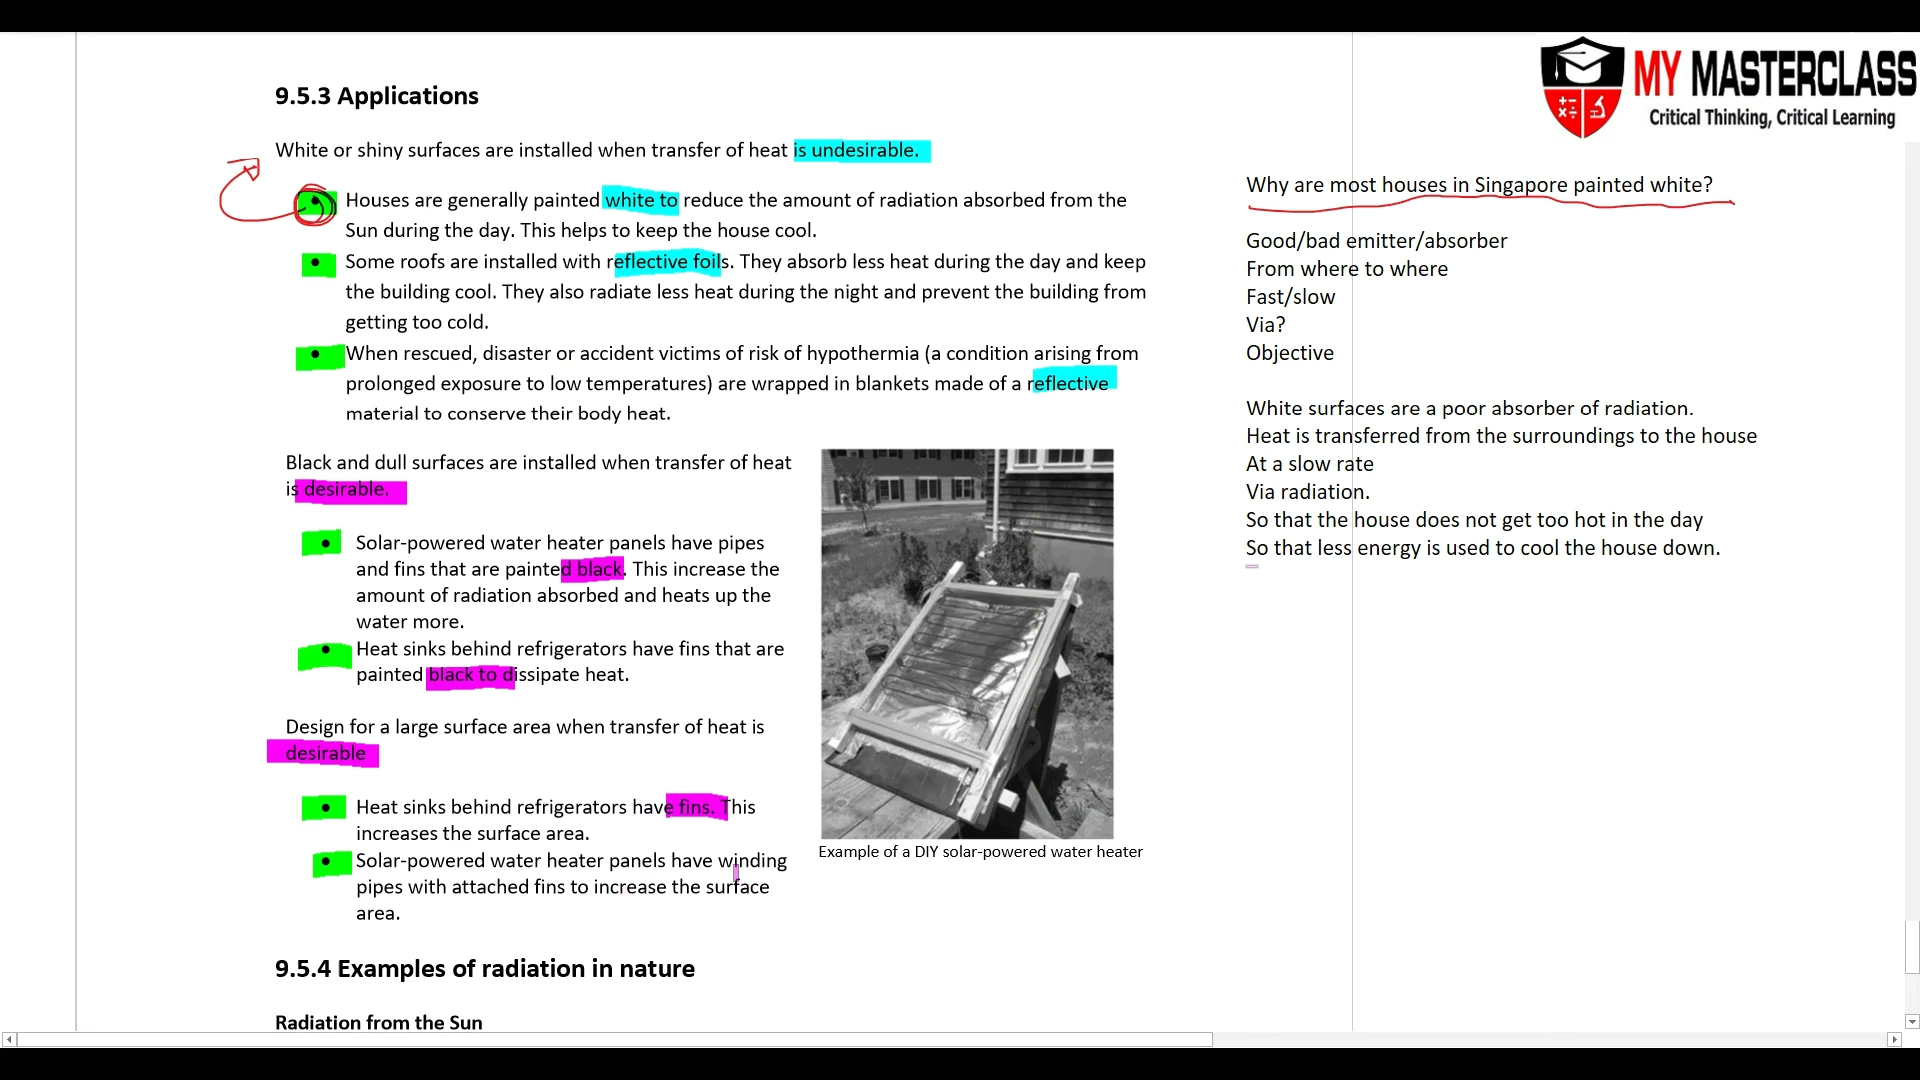 MY MASTERCLASS
Critical Thinking, Critical Learning
9.5.3 Applications
White or shiny surfaces are installed when transfer of heat is undesirable.
• Houses are generally painted white to reduce the amount of radiation absorbed from the
Sun during the day. This helps to keep the house cool.
• Some roofs are installed with reflective foils. They absorb less heat during the day and keep
the building cool. They also radiate less heat during the night and prevent the building from
getting too cold.
• When rescued, disaster or accident victims of risk of hypothermia (a condition arising from
prolonged exposure to low temperatures) are wrapped in blankets made of a reflective
material to conserve their body heat.
Black and dull surfaces are installed when transfer of heat
is desirable.
• Solar-powered water heater panels have pipes
and fins that are painted black. This increase the
amount of radiation absorbed and heats up the
water more.
• Heat sinks behind refrigerators have fins that are
painted black to dissipate heat.
Design for a large surface area when transfer of heat is
desirable
• Heat sinks behind refrigerators have fins. This
increases the surface area.
• Solar-powered water heater panels have winding
pipes with attached fins to increase the surface
area.
Example of a DIY solar-powered water heater
9.5.4 Examples of radiation in nature
Radiation from the Sun
Why are most houses in Singapore painted white?
Good/bad emitter/absorber
From where to where
Fast/slow
Via?
Objective
White surfaces are a poor absorber of radiation.
Heat is transferred from the surroundings to the house
At a slow rate
Via radiation.
So that the house does not get too hot in the day
So that less energy is used to cool the house down.